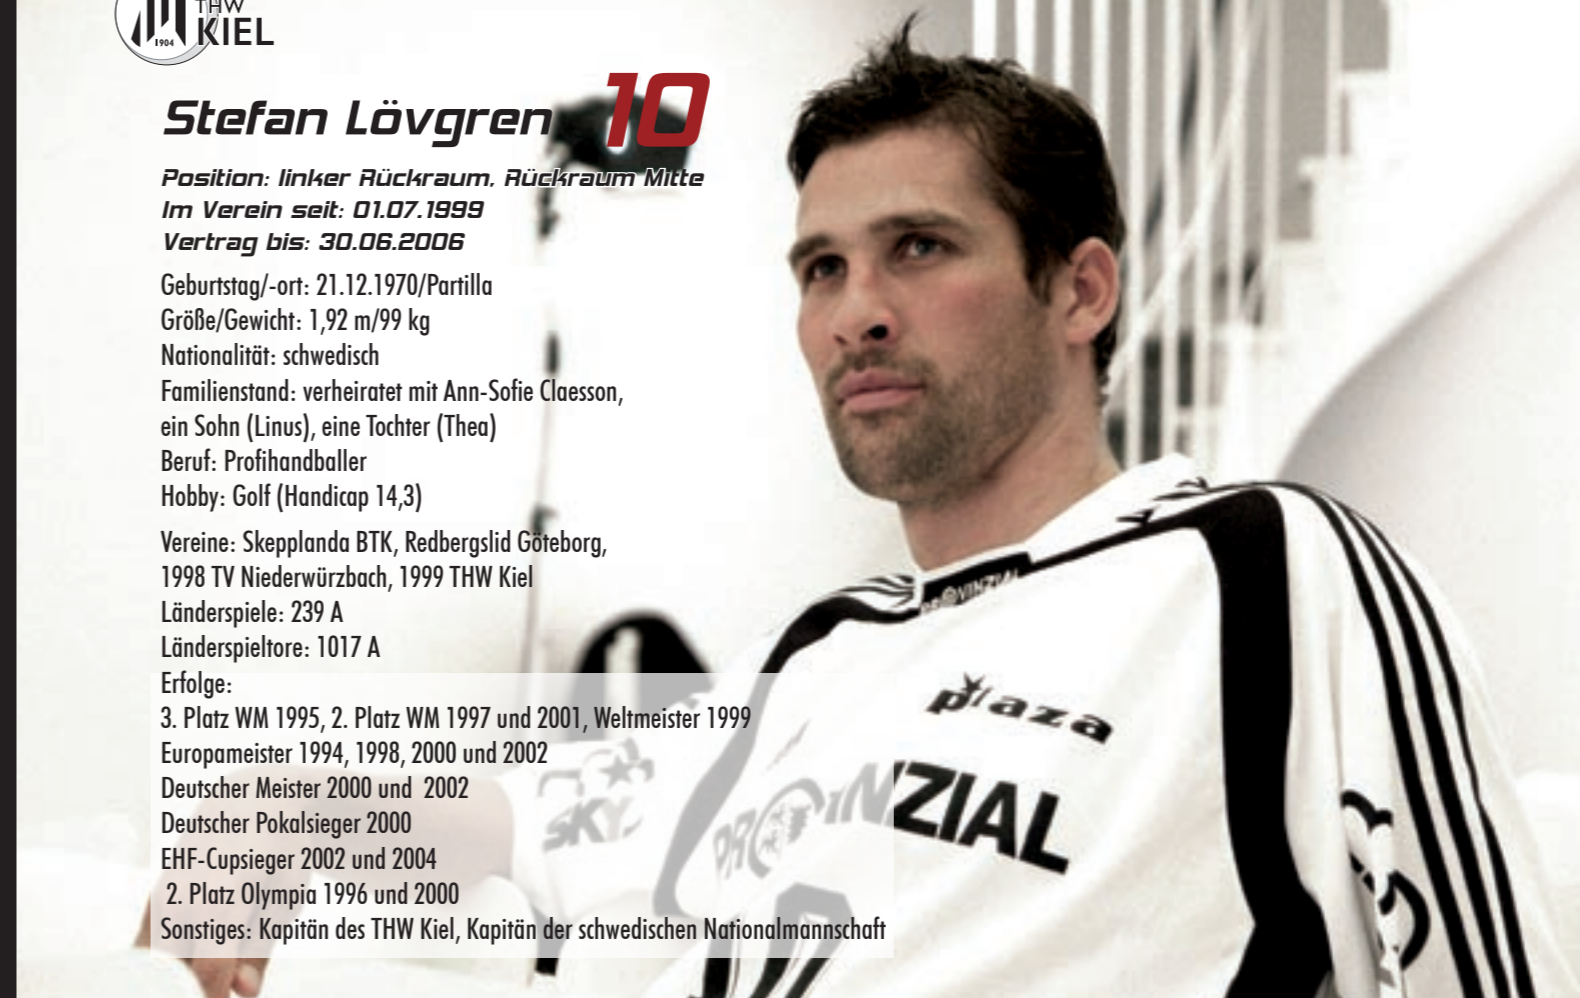 THW
KIEL
1904
Stefan Lövgren 10
Position: linker Rückraum, Rückraum Mitte
Im Verein seit: 01.07.1999
Vertrag bis: 30.06.2006
Geburtstag/-ort: 21.12.1970/Partilla
Größe/Gewicht: 1,92 m/99 kg
Nationalität: schwedisch
Familienstand: verheiratet mit Ann-Sofie Claesson,
ein Sohn (Linus), eine Tochter (Thea)
Beruf: Profihandballer
Hobby: Golf (Handicap 14,3)
Vereine: Skepplanda BTK, Redbergslid Göteborg,
1998 TV Niederwürzbach, 1999 THW Kiel
Länderspiele: 239 A
Länderspieltore: 1017 A
Erfolge:
3. Platz WM 1995, 2. Platz WM 1997 und 2001, Weltmeister 1999
Europameister 1994, 1998, 2000 und 2002
Deutscher Meister 2000 und 2002
Deutscher Pokalsieger 2000
EHF-Cupsieger 2002 und 2004
2. Platz Olympia 1996 und 2000
Sonstiges: Kapitän des THW Kiel, Kapitän der schwedischen Nationalmannschaft
PROVINZIAL
plaza
PROVINZIAL
SKY